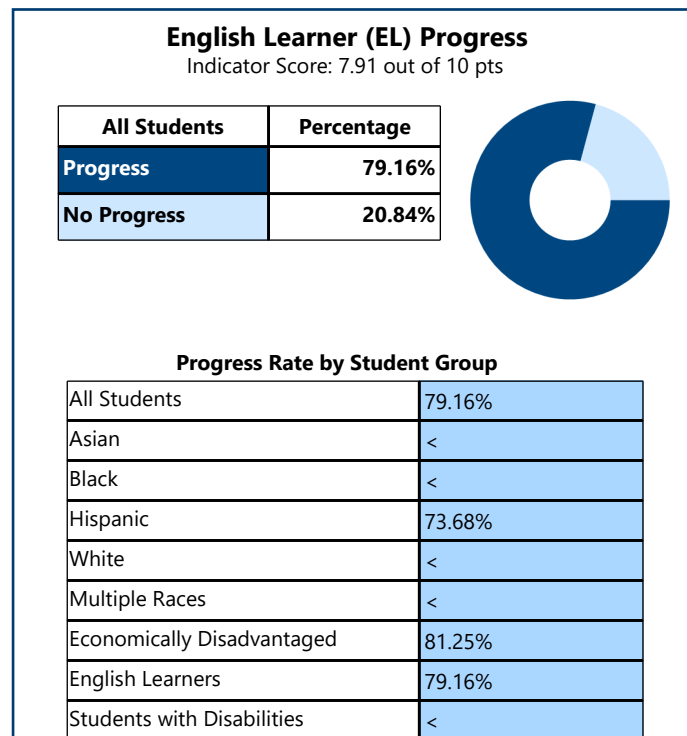 English Learner (EL) Progress
Indicator Score: 7.91 out of 10 pts
All Students Percentage
Progress 79.16%
No Progress 20.84%
Progress Rate by Student Group
All Students 79.16%
Asian <
Black <
Hispanic 73.68%
White <
Multiple Races <
Economically Disadvantaged 81.25%
English Learners 79.16%
Students with Disabilities <